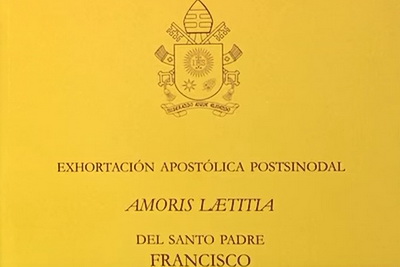 EXHORTACIÓN APOSTÓLICA POSTSINODAL
AMORIS LÆTITIA
DEL SANTO PADRE
FRANCISCO